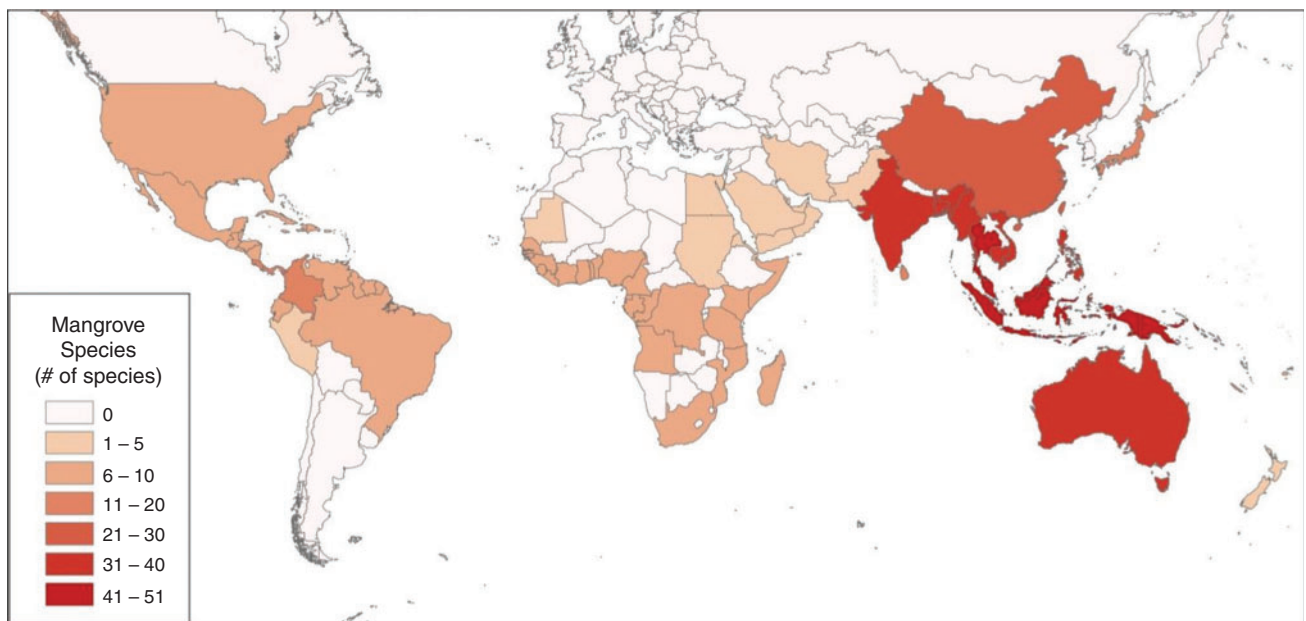 Mangrove
Species
(# of species)
0
1 – 5
6 – 10
11 – 20
21 – 30
31 – 40
41 – 51